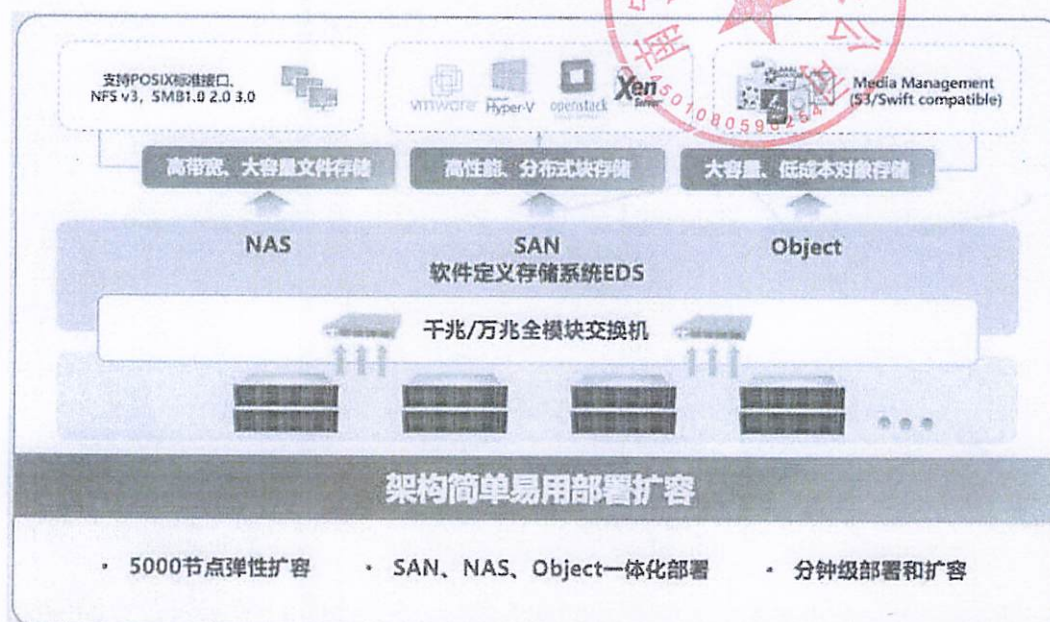 支持POSIX标准接口、
NFS v3，SMB1.0 2.0 3.0
vmware
Hyper-V
openstack
Xen
Server
Media Management
(S3/Swift compatible)
南
公
司
高带宽、大容量文件存储
高性能、分布式块存储
大容量、低成本对象存储
NAS
SAN
Object
软件定义存储系统EDS
千兆/万兆全模块交换机
架构简单易用部署扩容
· 5000节点弹性扩容
· SAN、NAS、Object一体化部署
· 分钟级部署和扩容